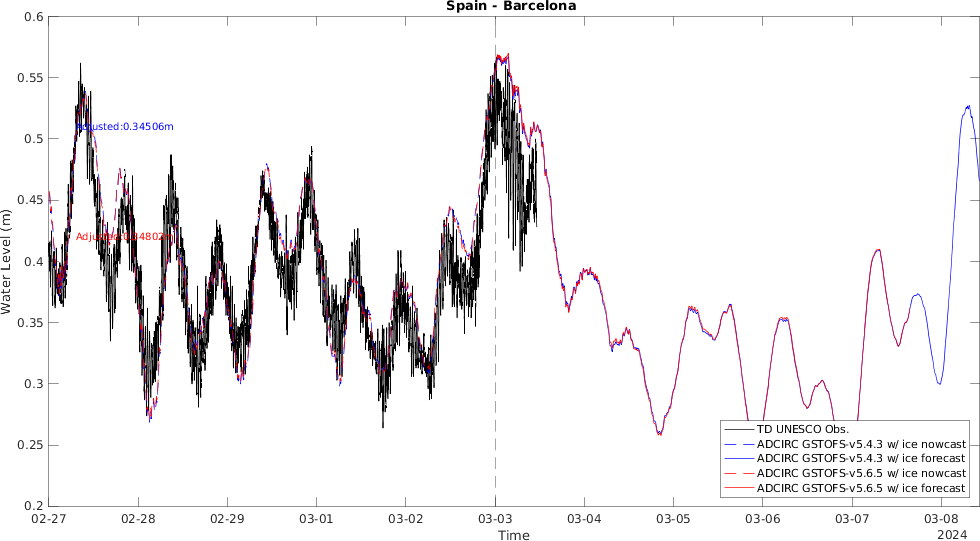 Spain - Barcelona
0.6
0.55
0.5
0.45
0.4
0.35
0.3
0.25
0.2
Water Level (m)
Adjusted:0.34506m
TD UNESCO Obs.
ADCIRC GSTOFS-v5.4.3 w/ ice nowcast
ADCIRC GSTOFS-v5.4.3 w/ ice forecast
ADCIRC GSTOFS-v5.6.5 w/ ice nowcast
ADCIRC GSTOFS-v5.6.5 w/ ice forecast
02-27 02-28 02-29 03-01 03-02 03-03 03-04 03-05 03-06 03-07 03-08
Time
2024